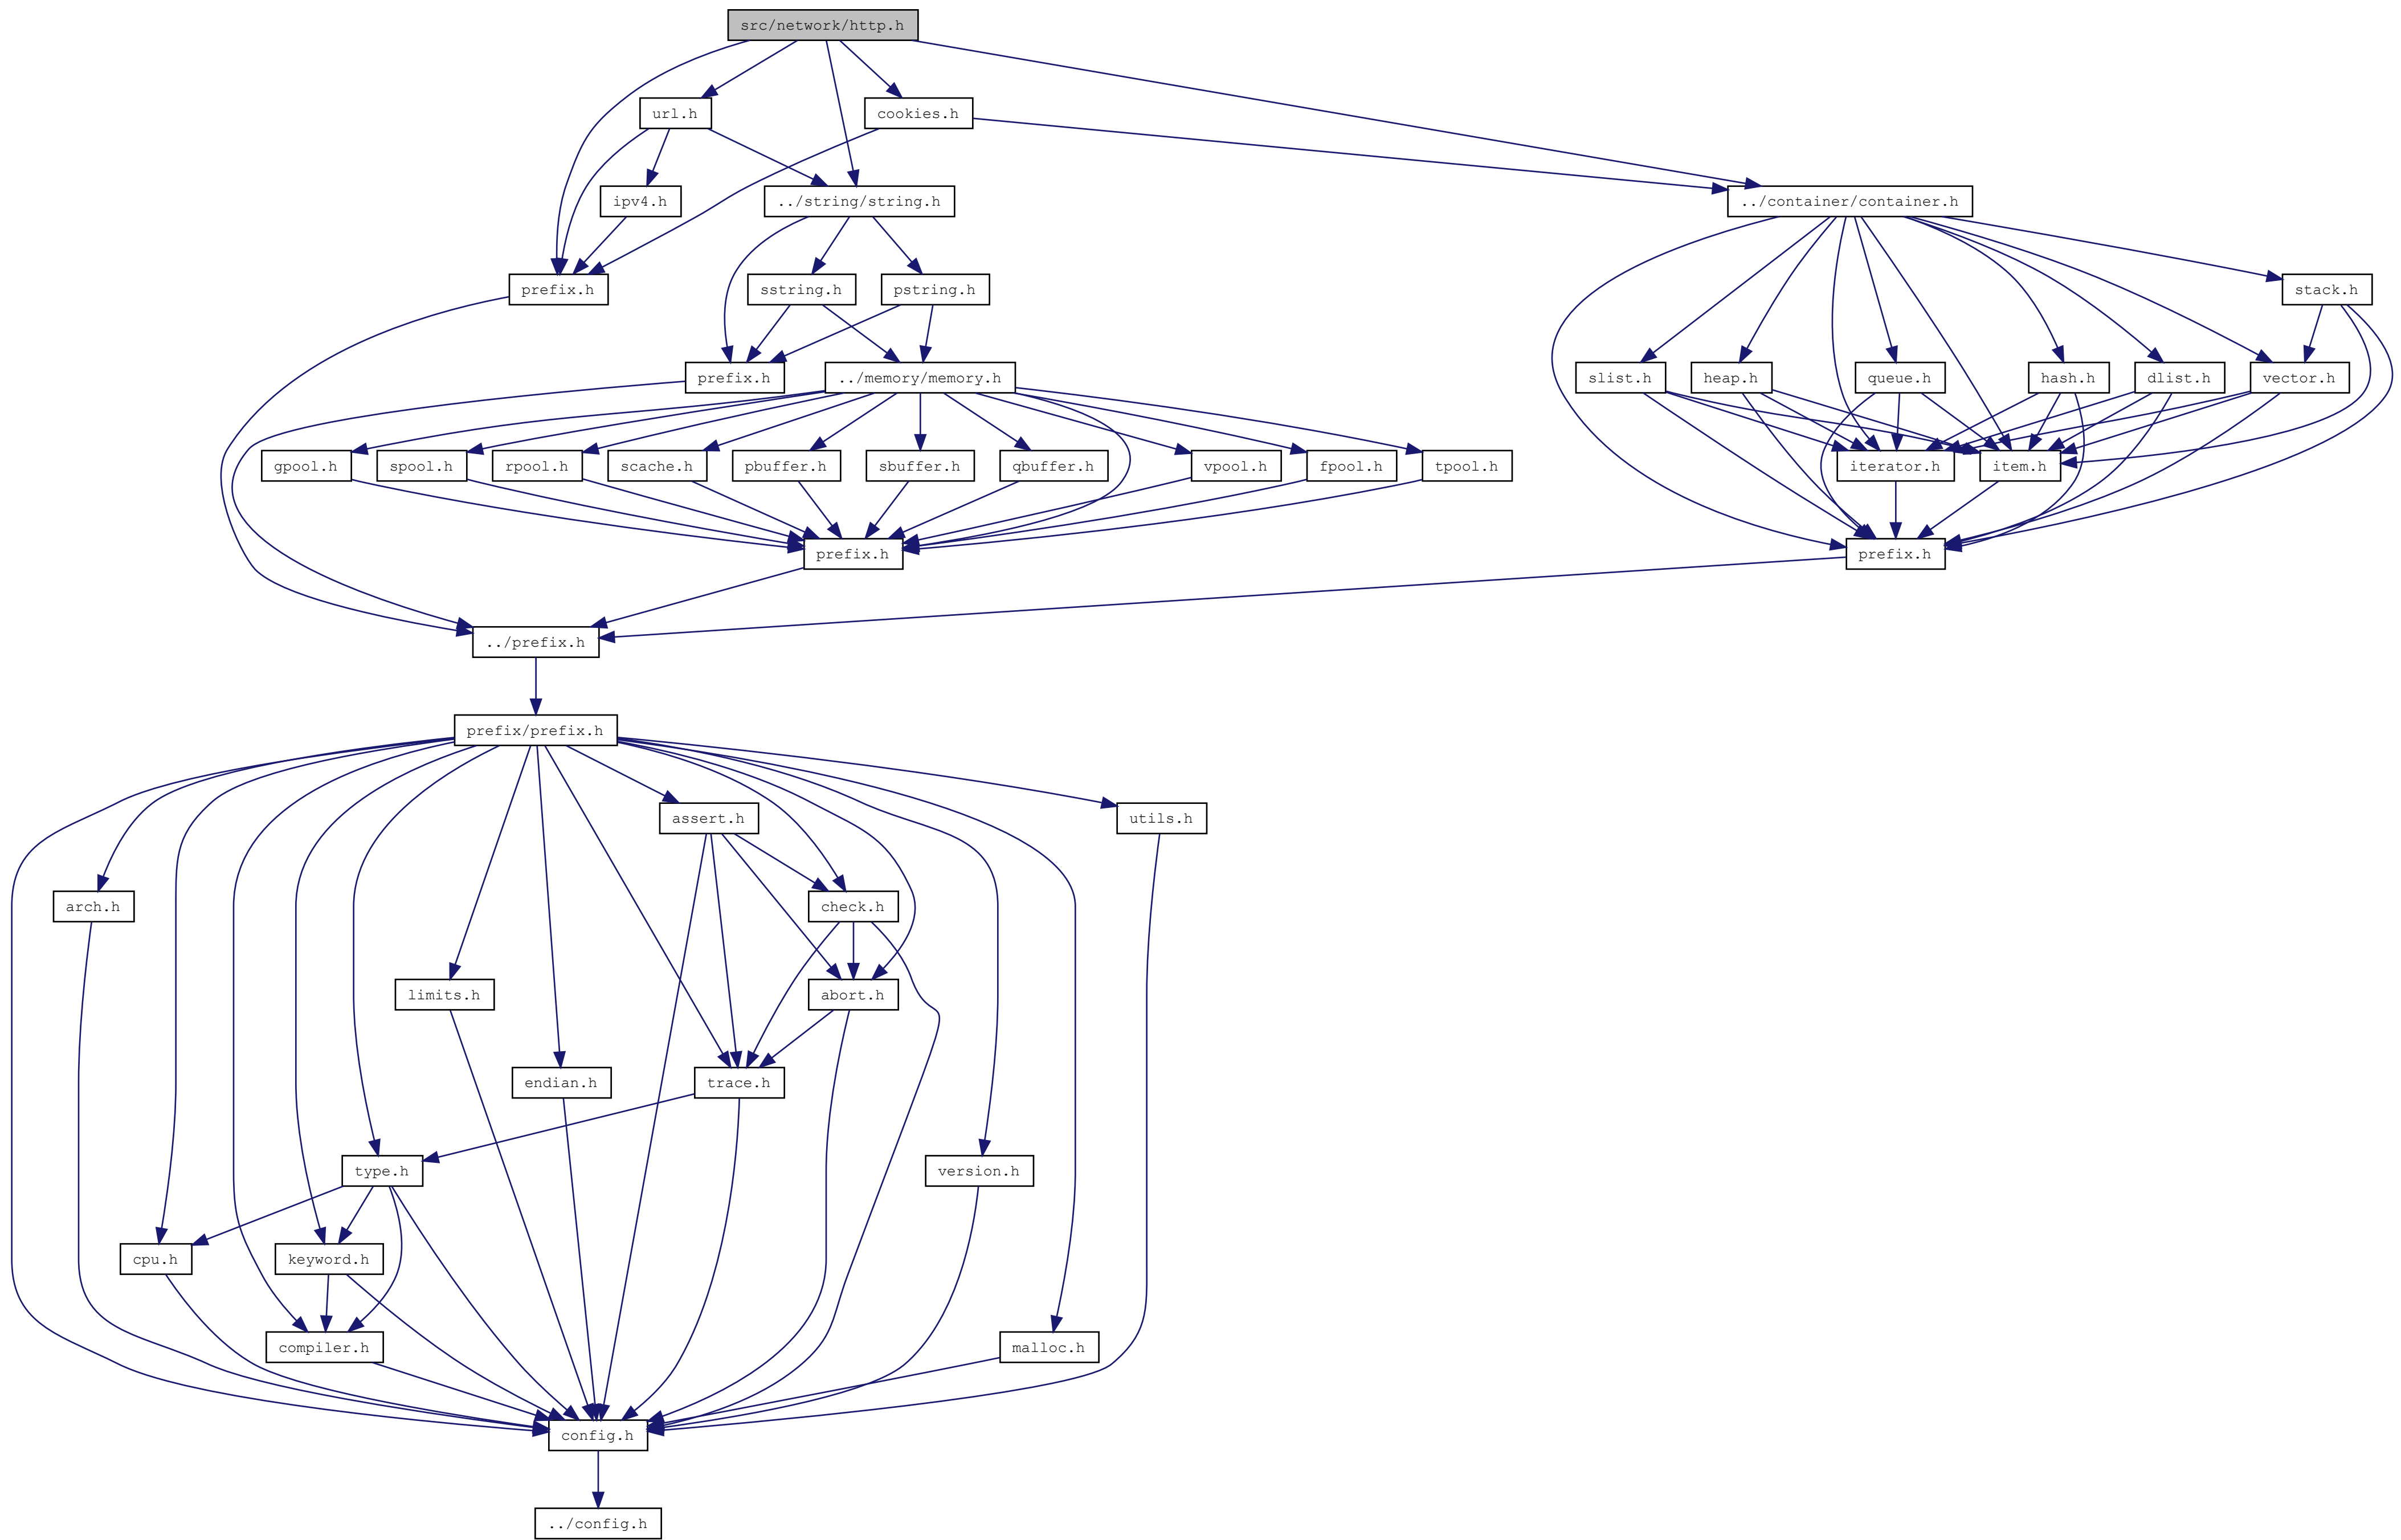 src/network/http.h
url.h
cookies.h
ipv4.h
../string/string.h
../container/container.h
prefix.h
sstring.h
pstring.h
stack.h
prefix.h
../memory/memory.h
slist.h
heap.h
queue.h
hash.h
dlist.h
vector.h
gpool.h
spool.h
rpool.h
scache.h
pbuffer.h
sbuffer.h
qbuffer.h
vpool.h
fpool.h
tpool.h
iterator.h
item.h
prefix.h
prefix.h
../prefix.h
prefix/prefix.h
assert.h
utils.h
arch.h
check.h
limits.h
abort.h
endian.h
trace.h
type.h
version.h
cpu.h
keyword.h
compiler.h
malloc.h
config.h
../config.h